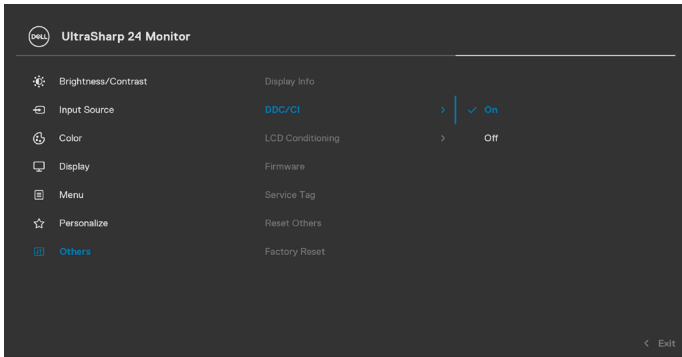 DELL UltraSharp 24 Monitor
Brightness/Contrast Display Info
Input Source DDC/CI On
Color LCD Conditioning Off
Display Firmware
Menu Service Tag
Personalize Reset Others
Others Factory Reset
Exit